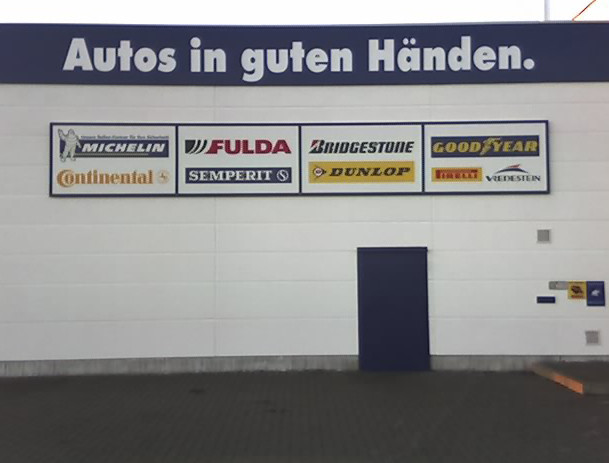 Autos in guten Händen.
MICHELIN
Continental
FULDA
SEMPERIT
BRIDGESTONE
DUNLOP
GOODYEAR
PIRELLI
VREDESTEIN